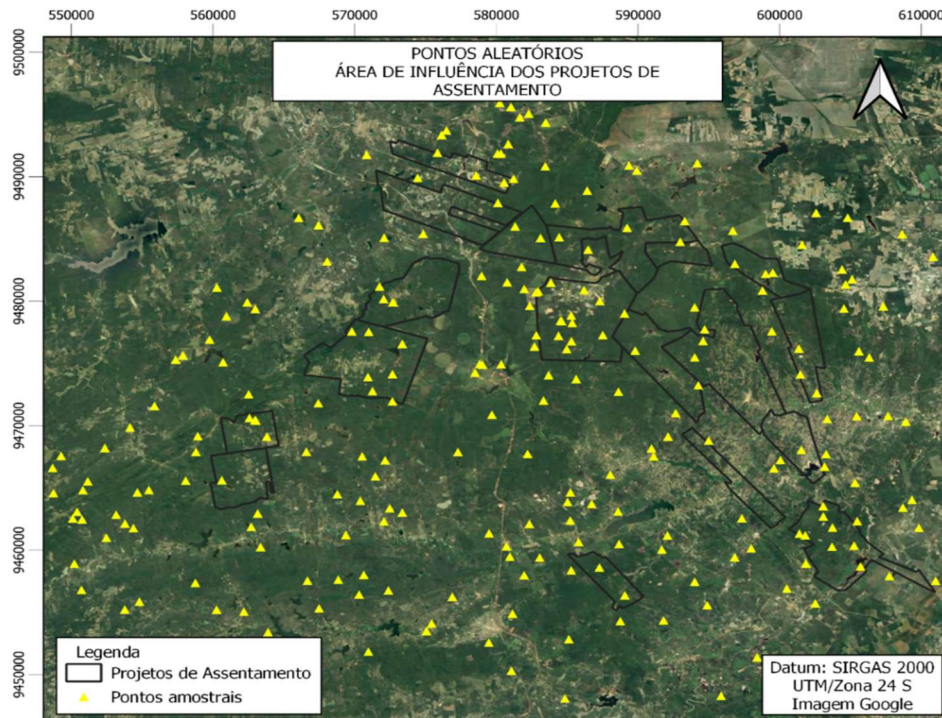 550000 560000 570000 580000 590000 600000 610000
PONTOS ALEATÓRIOS
ÁREA DE INFLUÊNCIA DOS PROJETOS DE
ASSENTAMENTO
9500000
9490000
9480000
9470000
9460000
9450000
Legenda
Projetos de Assentamento
Pontos amostrais
Datum: SIRGAS 2000
UTM/Zona 24 S
Imagem Google